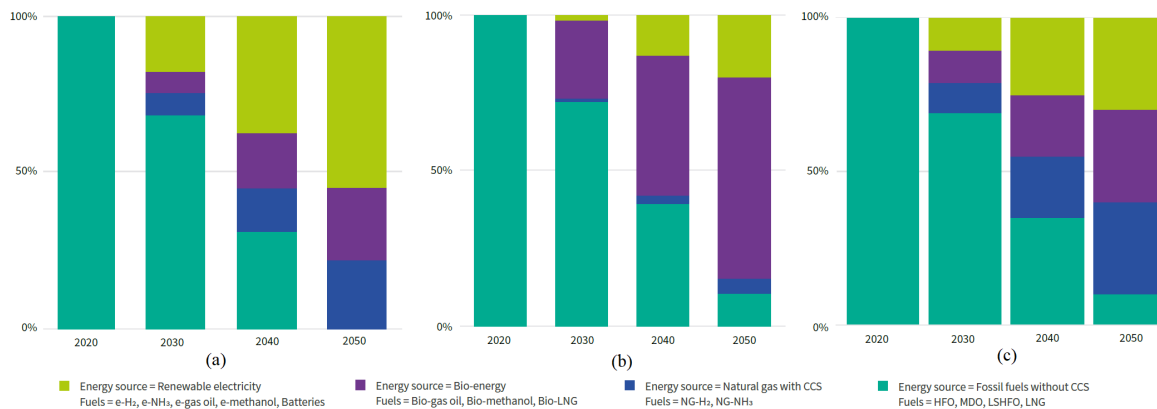 100%
50%
0%
2020
2030
2040
2050
(a)
100%
50%
0%
2020
2030
2040
2050
(b)
100%
50%
0%
2020
2030
2040
2050
(c)
Energy source = Renewable electricity
Fuels = e-H₂, e-NH₃, e-gas oil, e-methanol, Batteries
Energy source = Bio-energy
Fuels = Bio-gas oil, Bio-methanol, Bio-LNG
Energy source = Natural gas with CCS
Fuels = NG-H₂, NG-NH₃
Energy source = Fossil fuels without CCS
Fuels = HFO, MDO, LSHFO, LNG